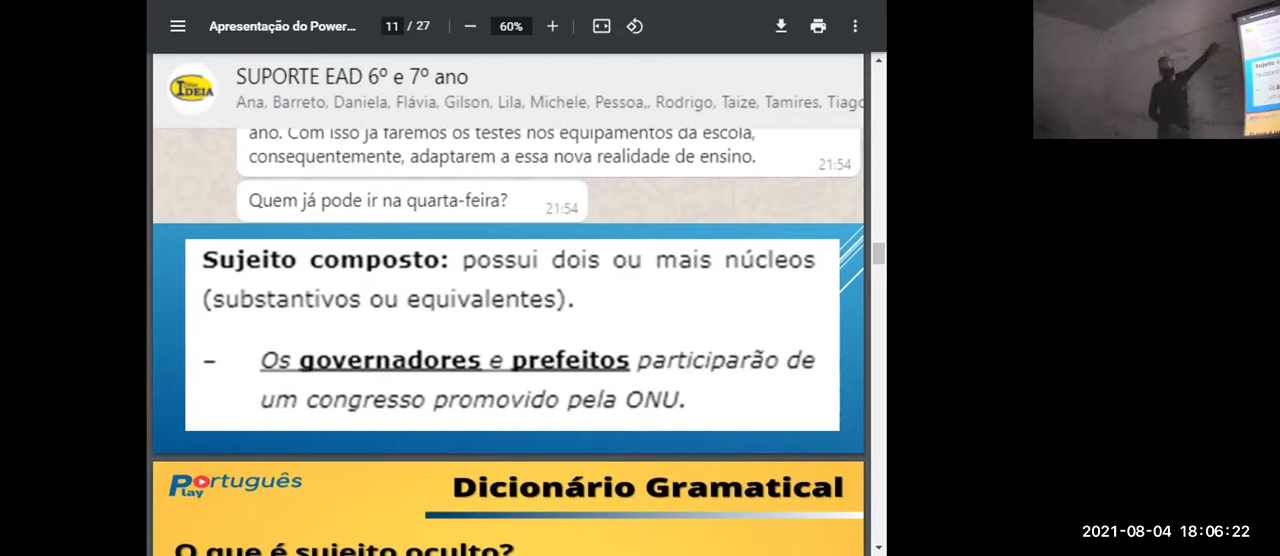 Apresentação do Power... 11 / 27 60%
IDEIA
SUPORTE EAD 6º e 7º ano
Ana, Barreto, Daniela, Flávia, Gilson, Lila, Michele, Pessoa,, Rodrigo, Taize, Tamires, Tiago
ano. Com isso já faremos os testes nos equipamentos da escola,
consequentemente, adaptarem a essa nova realidade de ensino.
21:54
Quem já pode ir na quarta-feira?
21:54
Sujeito composto: possui dois ou mais núcleos
(substantivos ou equivalentes).
– Os governadores e prefeitos participarão de
um congresso promovido pela ONU.
Português
Play
Dicionário Gramatical
O que é sujeito oculto?
2021-08-04 18:06:22